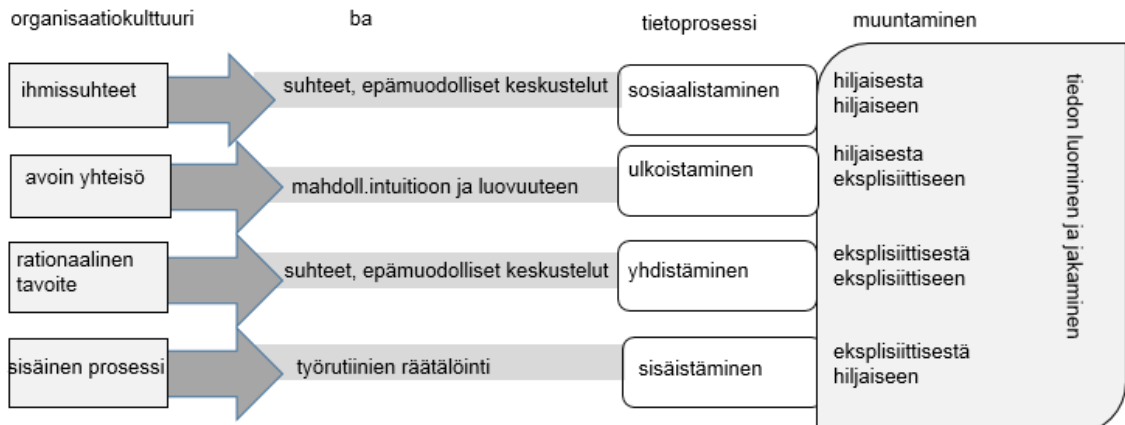 organisaatiokulttuuri
ba
tietoprosessi
muuntaminen
ihmissuhteet
suhteet, epämuodolliset keskustelut
sosiaalistaminen
hiljaisesta
hiljaiseen
avoin yhteisö
mahdoll.intuitioon ja luovuuteen
ulkoistaminen
hiljaisesta
eksplisiittiseen
rationaalinen
tavoite
suhteet, epämuodolliset keskustelut
yhdistäminen
eksplisiittisestä
eksplisiittiseen
sisäinen prosessi
työrutiinien räätälöinti
sisäistäminen
eksplisiittisestä
hiljaiseen
tiedon luominen ja jakaminen